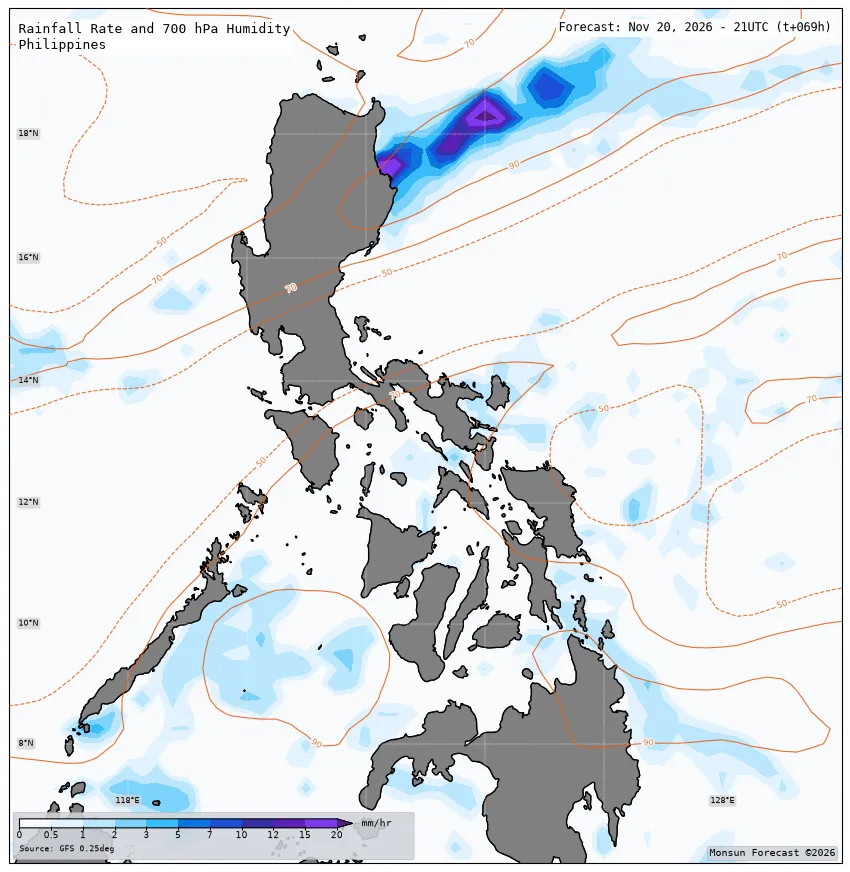 Rainfall Rate and 700 hPa Humidity
Philippines
Forecast: Nov 20, 2026 - 21UTC (t+069h)
70
18°N
90
50
16°N
70
70
50
70
14°N
70
50
70
50
12°N
50
10°N
90
8°N
90
118°E
128°E
0 0.5 1 2 3 5 7 10 12 15 20 mm/hr
Source: GFS 0.25deg
Monsun Forecast ©2026